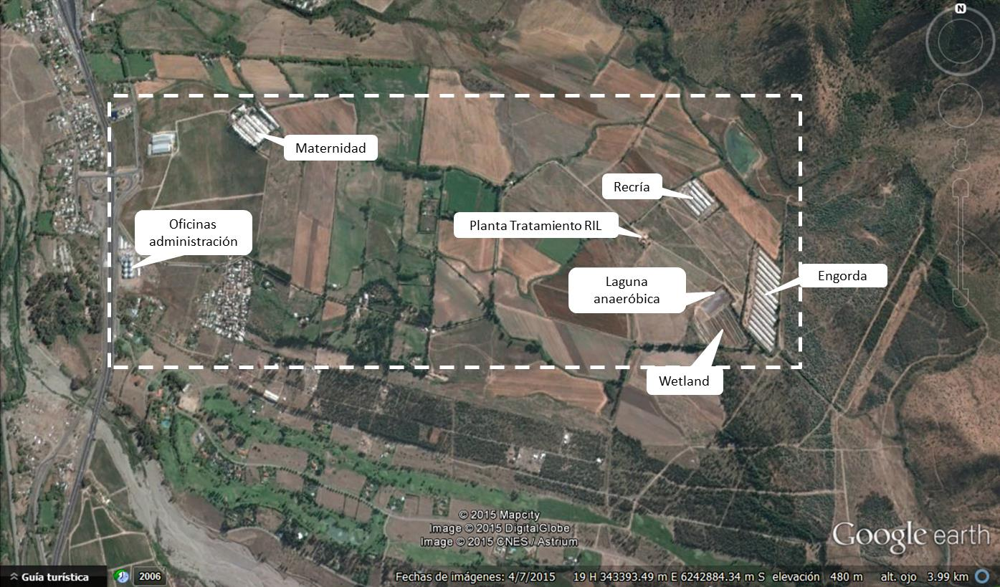 N
Maternidad
Recría
Planta Tratamiento RIL
Oficinas
administración
Laguna
anaeróbica
Engorda
Wetland
© 2015 Mapcity
Image © 2015 DigitalGlobe
Image © 2015 CNES / Astrium
Google earth
Guía turística
2006
Fechas de imágenes: 4/7/2015 19 H 343393.49 m E 6242884.34 m S elevación 480 m alt. ojo 3.99 km